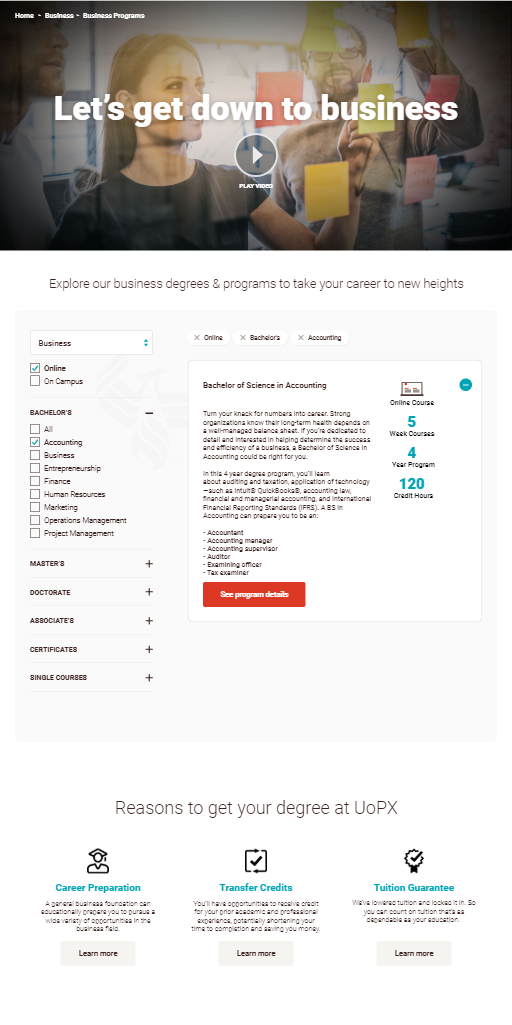 Home - Business - Business Programs
Let's get down to business
PLAY VIDEO
Explore our business degrees & programs to take your career to new heights
Business
Online
On Campus
BACHELOR'S
All
Accounting
Business
Entrepreneurship
Finance
Human Resources
Marketing
Operations Management
Project Management
MASTER'S
DOCTORATE
ASSOCIATE'S
CERTIFICATES
SINGLE COURSES
Online
Bachelor's
Accounting
Bachelor of Science in Accounting
Turn your knack for numbers into career. Strong
organizations know their long-term health depends on
a well-managed balance sheet. If you're dedicated to
detail and interested in helping determine the success
and efficiency of a business, a Bachelor of Science in
Accounting could be right for you.
In this 4 year degree program, you'll learn
about auditing and taxation, application of technology
—such as Intuit® QuickBooks®, accounting law,
financial and managerial accounting, and International
Financial Reporting Standards (IFRS). A BS in
Accounting can prepare you to be an:
- Accountant
- Accounting manager
- Accounting supervisor
- Auditor
- Examining officer
- Tax examiner
See program details
Online Course
5
Week Courses
4
Year Program
120
Credit Hours
Reasons to get your degree at UoPX
Career Preparation
A general business foundation can
educationally prepare you to pursue a
wide variety of opportunities in the
business field.
Learn more
Transfer Credits
You'll have opportunities to receive credit
for your prior academic and professional
experience, potentially shortening your
time to completion and saving you money.
Learn more
Tuition Guarantee
We've lowered tuition and locked it in. So
you can count on tuition that's as
dependable as your education.
Learn more